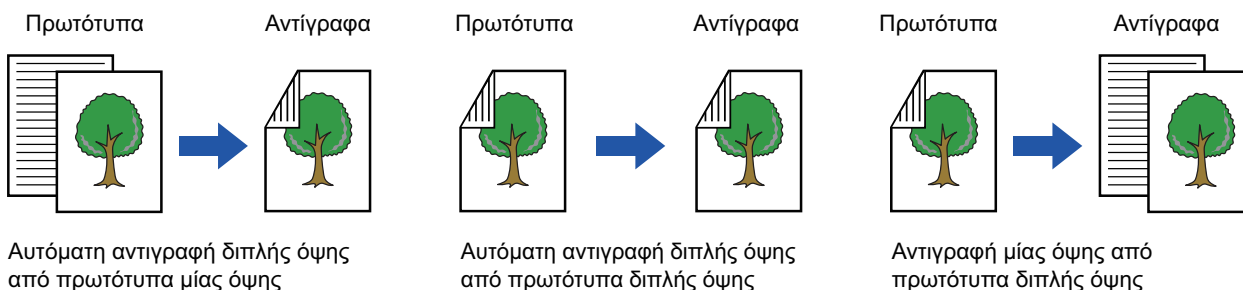 Πρωτότυπα
Αντίγραφα
Πρωτότυπα
Αντίγραφα
Πρωτότυπα
Αντίγραφα
Αυτόματη αντιγραφή διπλής όψης
από πρωτότυπα μίας όψης
Αυτόματη αντιγραφή διπλής όψης
από πρωτότυπα διπλής όψης
Αντιγραφή μίας όψης από
πρωτότυπα διπλής όψης